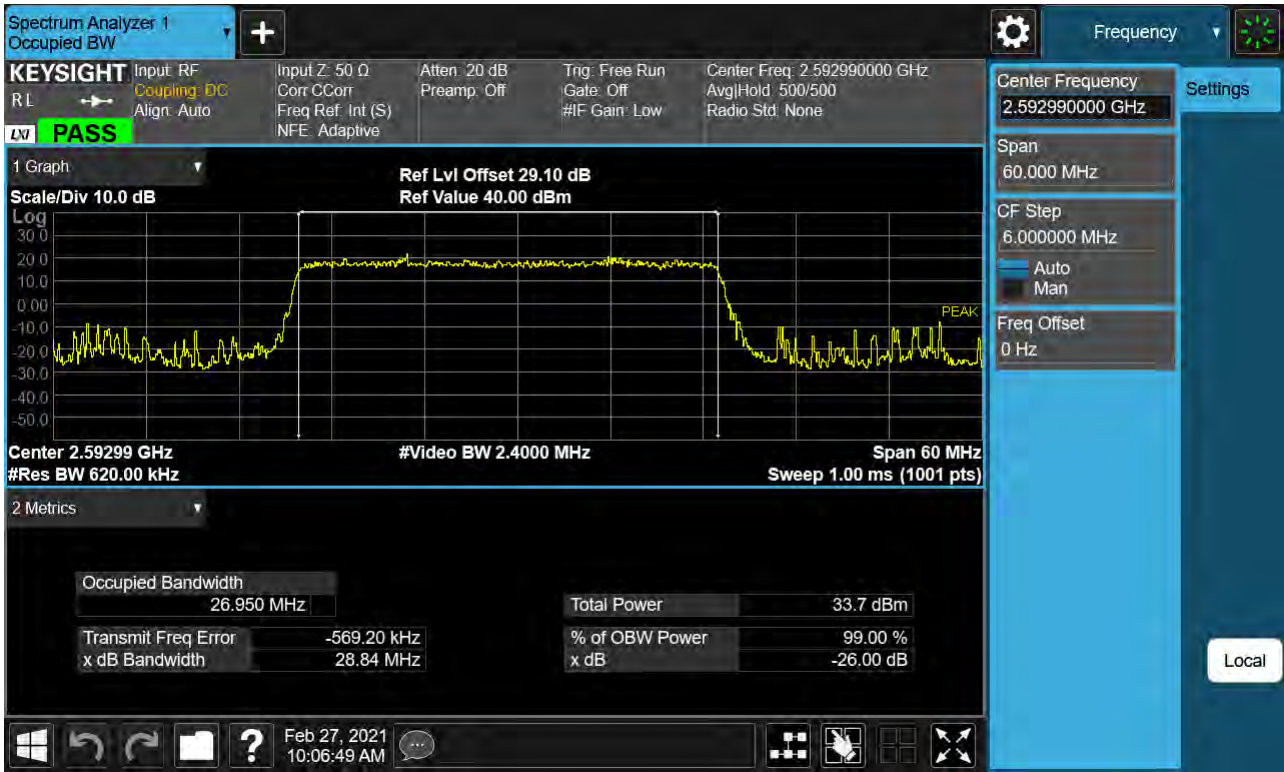 Spectrum Analyzer 1
Occupied BW
Frequency
KEYSIGHT
RL
LXI
PASS
Input: RF
Coupling: DC
Align: Auto
Input Z: 50 Ω
Corr CCorr
Freq Ref: Int (S)
NFE: Adaptive
Atten: 20 dB
Preamp: Off
Trig: Free Run
Gate: Off
#IF Gain: Low
Center Freq: 2.592990000 GHz
Avg|Hold: 500/500
Radio Std: None
Center Frequency
2.592990000 GHz
Settings
Span
60.000 MHz
CF Step
6.000000 MHz
Auto
Man
Freq Offset
0 Hz
Local
1 Graph
Scale/Div 10.0 dB
Ref Lvl Offset 29.10 dB
Ref Value 40.00 dBm
Log
30.0
20.0
10.0
0.00
-10.0
-20.0
-30.0
-40.0
-50.0
PEAK
Center 2.59299 GHz
#Video BW 2.4000 MHz
Span 60 MHz
#Res BW 620.00 kHz
Sweep 1.00 ms (1001 pts)
2 Metrics
Occupied Bandwidth
26.950 MHz
Total Power 33.7 dBm
Transmit Freq Error -569.20 kHz
% of OBW Power 99.00 %
x dB Bandwidth 28.84 MHz
x dB -26.00 dB
Feb 27, 2021
10:06:49 AM